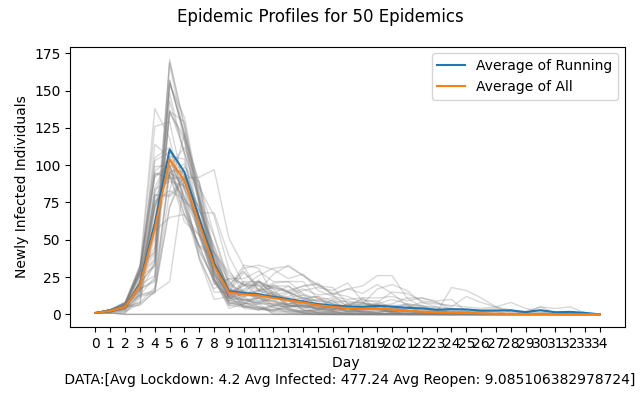 Epidemic Profiles for 50 Epidemics
175
150
125
100
75
50
25
0
Newly Infected Individuals
Average of Running
Average of All
0 1 2 3 4 5 6 7 8 9 10 11 12 13 14 15 16 17 18 19 20 21 22 23 24 25 26 27 28 29 30 31 32 33 34
Day
DATA:[Avg Lockdown: 4.2 Avg Infected: 477.24 Avg Reopen: 9.085106382978724]